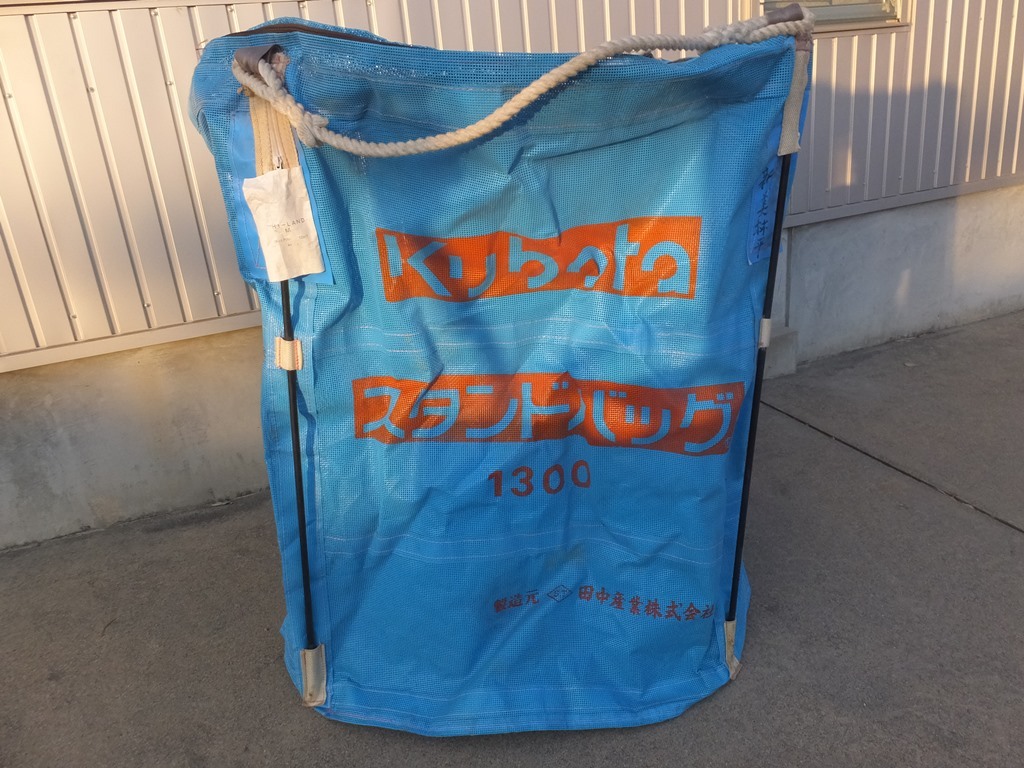 Kubota
スタンドバッグ
1300
製造元 田中産業株式会社